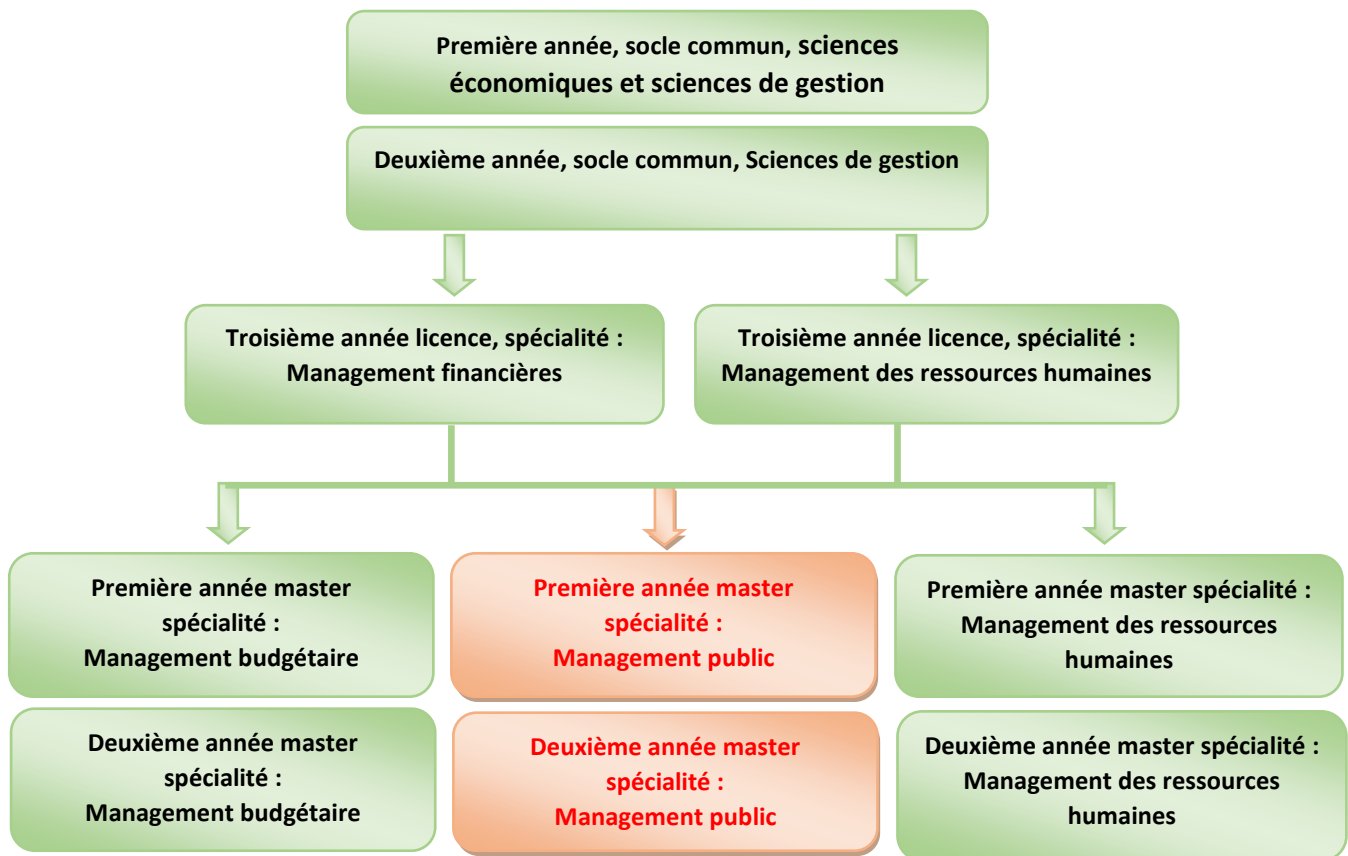 Première année, socle commun, sciences
économiques et sciences de gestion
Deuxième année, socle commun, Sciences de gestion
Troisième année licence, spécialité :
Management financières
Troisième année licence, spécialité :
Management des ressources humaines
Première année master
spécialité :
Management budgétaire
Première année master
spécialité :
Management public
Première année master spécialité :
Management des ressources
humaines
Deuxième année master
spécialité :
Management budgétaire
Deuxième année master
spécialité :
Management public
Deuxième année master spécialité :
Management des ressources
humaines